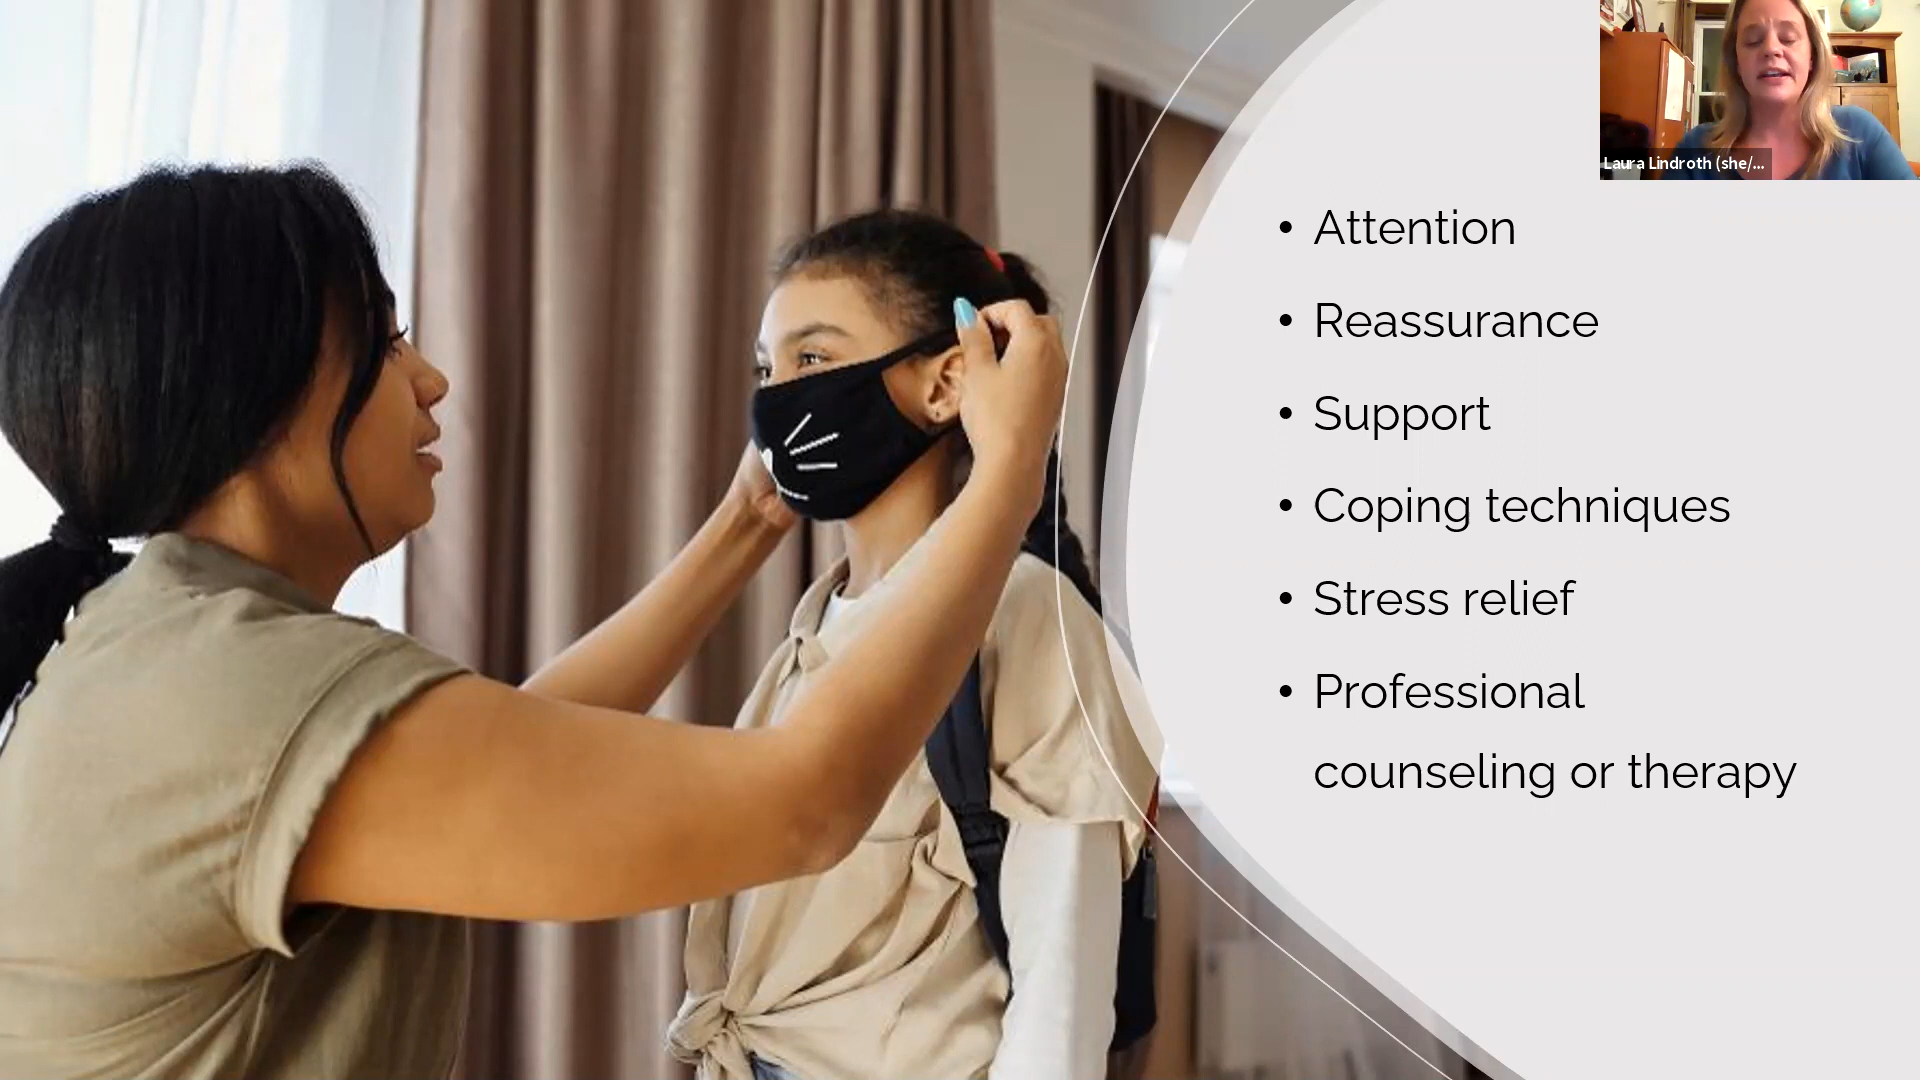 Laura Lindroth (she/...
• Attention
• Reassurance
• Support
• Coping techniques
• Stress relief
• Professional
counseling or therapy